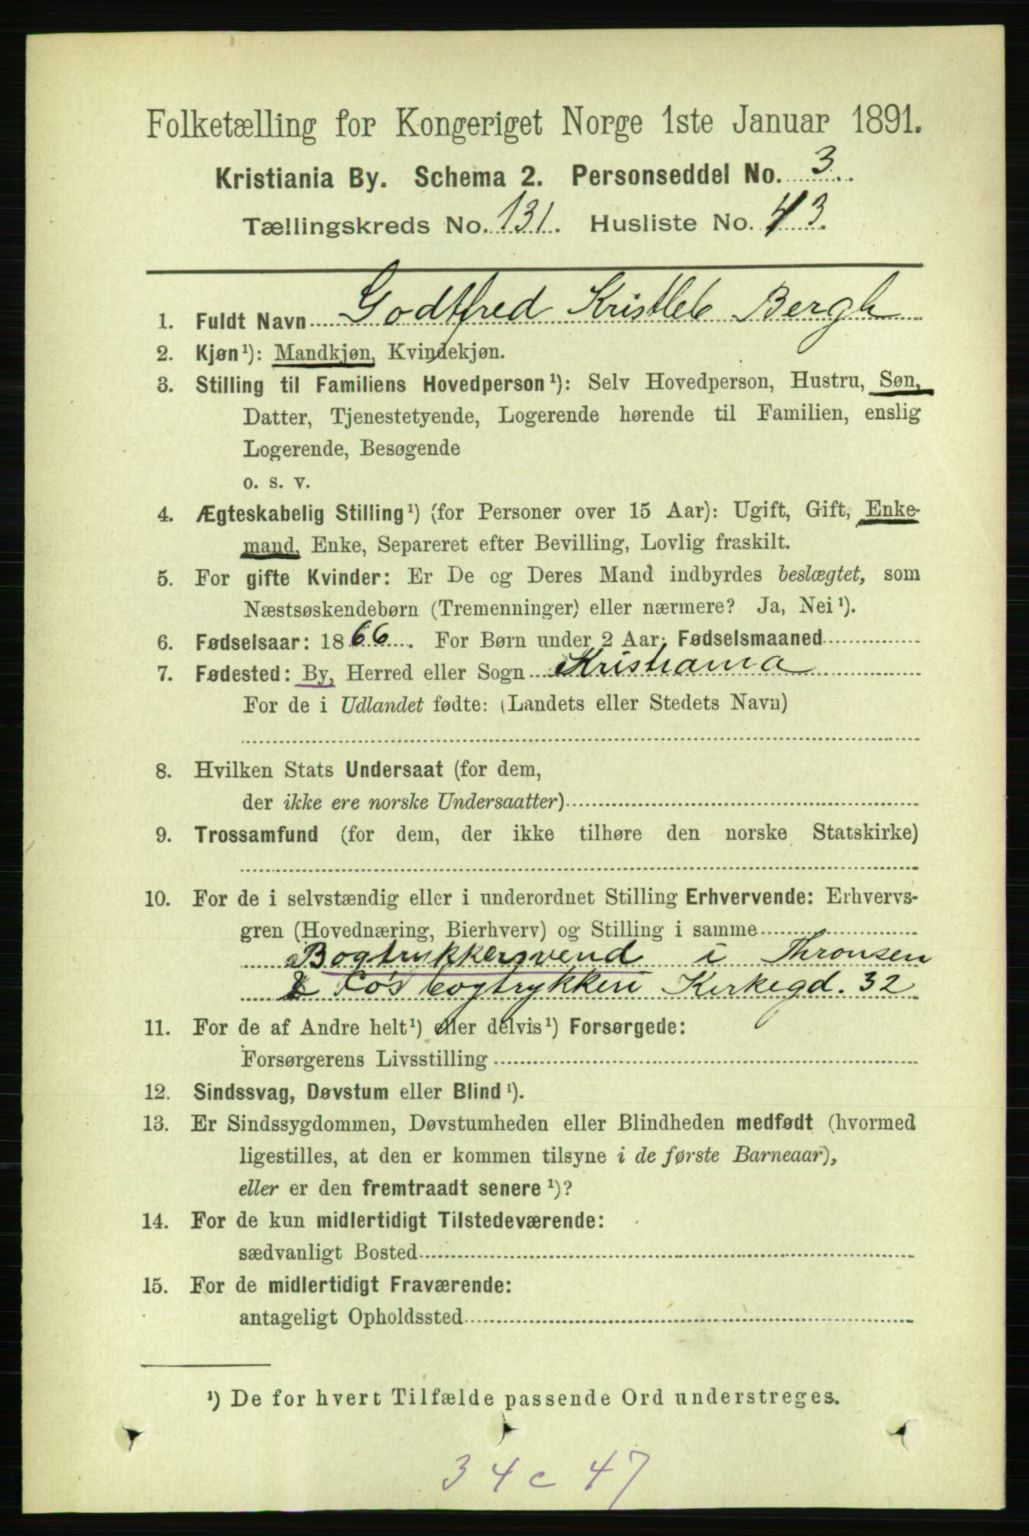 Folketælling for Kongeriget Norge 1ste Januar 1891.
Kristiania By. Schema 2. Personseddel No. 3
Tællingskreds No. 131. Husliste No. 43.
1. Fuldt Navn Godtfred Kristleb Bergh
2. Kjøn¹): Mandkjøn, Kvindekjøn.
3. Stilling til Familiens Hovedperson¹): Selv Hovedperson, Hustru, Søn,
Datter, Tjenestetyende, Logerende hørende til Familien, enslig
Logerende, Besøgende
o. s. v.
4. Ægteskabelig Stilling¹) (for Personer over 15 Aar): Ugift, Gift, Enke-
mand, Enke, Separeret efter Bevilling, Lovlig fraskilt.
5. For gifte Kvinder: Er De og Deres Mand indbyrdes beslægtet, som
Næstsøskendebørn (Tremenninger) eller nærmere? Ja, Nei¹).
6. Fødselsaar: 1866. For Børn under 2 Aar: Fødselsmaaned
7. Fødested: By, Herred eller Sogn Kristiania
For de i Udlandet fødte: (Landets eller Stedets Navn)
8. Hvilken Stats Undersaat (for dem,
der ikke ere norske Undersaatter)
9. Trossamfund (for dem, der ikke tilhøre den norske Statskirke)
10. For de i selvstændig eller i underordnet Stilling Erhvervende: Erhvervs-
gren (Hovednæring, Bierhverv) og Stilling i samme
Bogtrykkersvend i Thronsen
& Co's bogtrykkeri Kirkegd. 32
11. For de af Andre helt¹) eller delvis¹) Forsørgede:
Forsørgerens Livsstilling
12. Sindssvag, Døvstum eller Blind¹).
13. Er Sindssygdommen, Døvstumheden eller Blindheden medfødt (hvormed
ligestilles, at den er kommen tilsyne i de første Barneaar),
eller er den fremtraadt senere¹)?
14. For de kun midlertidigt Tilstedeværende:
sædvanligt Bosted
15. For de midlertidigt Fraværende:
antageligt Opholdssted
¹) De for hvert Tilfælde passende Ord understreges.
34 c 47